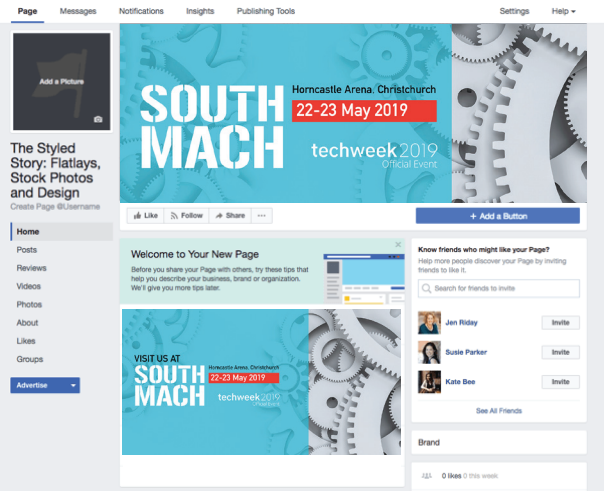 Page Messages Notifications Insights Publishing Tools Settings Help
Add a Picture
The Styled
Story: Flatlays,
Stock Photos
and Design
Create Page @Username
Home
Posts
Reviews
Videos
Photos
About
Likes
Groups
Advertise
SOUTH
MACH
Horncastle Arena, Christchurch
22-23 May 2019
techweek2019
Official Event
Like Follow Share
+ Add a Button
Welcome to Your New Page
Before you share your Page with others, try these tips that
help you describe your business, brand or organization.
We'll give you more tips later.
VISIT US AT
SOUTH
MACH
Horncastle Arena, Christchurch
22-23 May 2019
techweek2019
Official Event
Know friends who might like your Page?
Help more people discover your Page by inviting
friends to like it.
Search for friends to invite
Jen Riday Invite
Susie Parker Invite
Kate Bee Invite
See All Friends
Brand
0 likes 0 this week